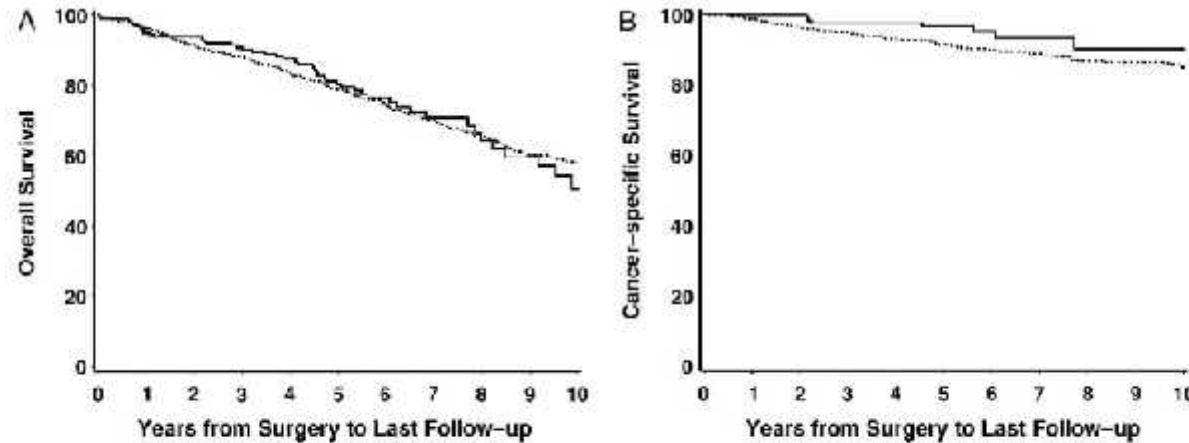 A
100
80
60
40
20
0
Overall Survival
0 1 2 3 4 5 6 7 8 9 10
Years from Surgery to Last Follow-up
B
100
80
60
40
20
0
Cancer-specific Survival
0 1 2 3 4 5 6 7 8 9 10
Years from Surgery to Last Follow-up